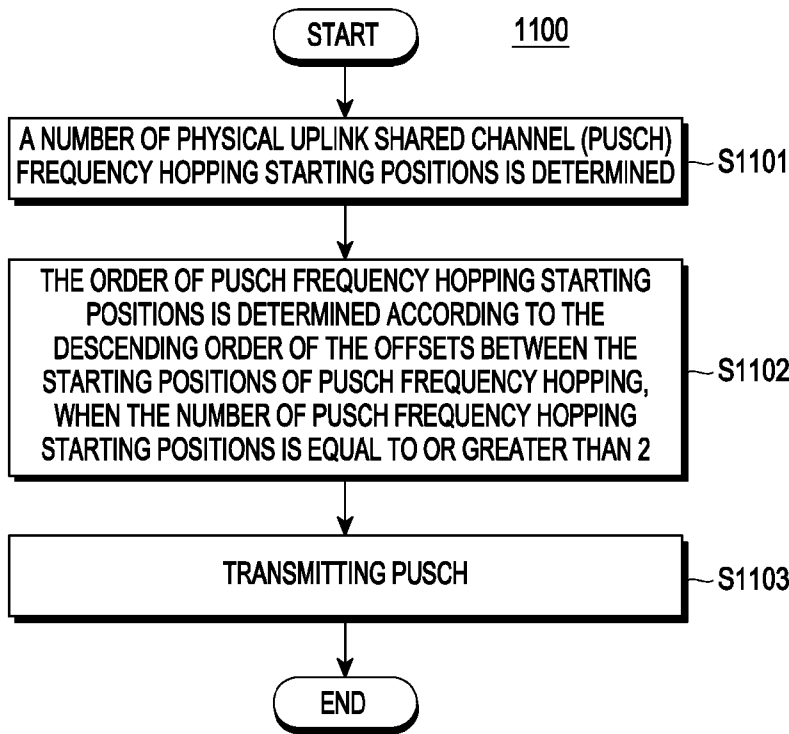 START
1100
A NUMBER OF PHYSICAL UPLINK SHARED CHANNEL (PUSCH)
FREQUENCY HOPPING STARTING POSITIONS IS DETERMINED
S1101
THE ORDER OF PUSCH FREQUENCY HOPPING STARTING
POSITIONS IS DETERMINED ACCORDING TO THE
DESCENDING ORDER OF THE OFFSETS BETWEEN THE
STARTING POSITIONS OF PUSCH FREQUENCY HOPPING,
WHEN THE NUMBER OF PUSCH FREQUENCY HOPPING
STARTING POSITIONS IS EQUAL TO OR GREATER THAN 2
S1102
TRANSMITTING PUSCH
S1103
END